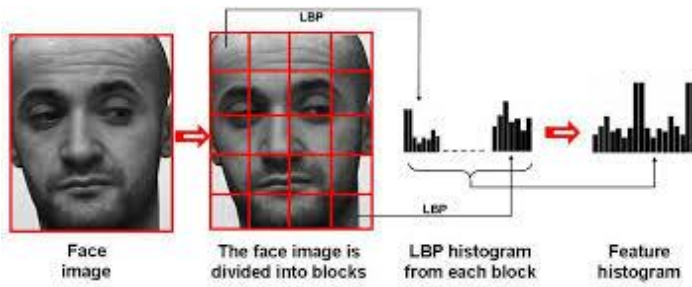 LBP
LBP
Face
image
The face image is
divided into blocks
LBP histogram
from each block
Feature
histogram